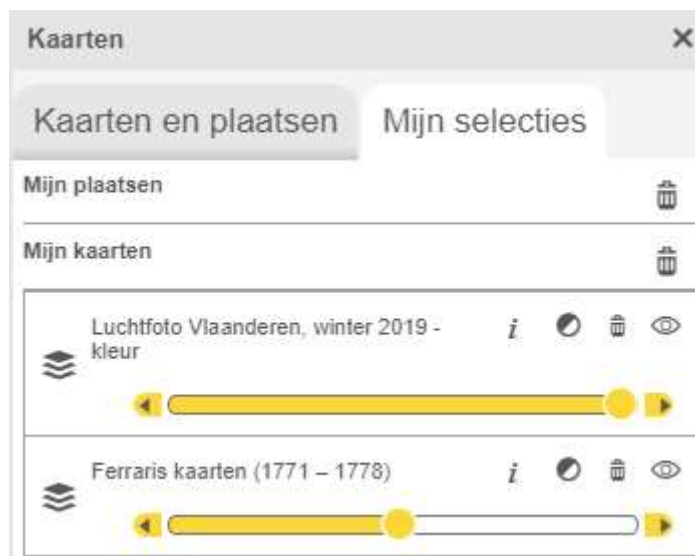 Kaarten
Kaarten en plaatsen
Mijn selecties
Mijn plaatsen
Mijn kaarten
Luchtfoto Vlaanderen, winter 2019 -
kleur
i
Ferraris kaarten (1771 – 1778)
i